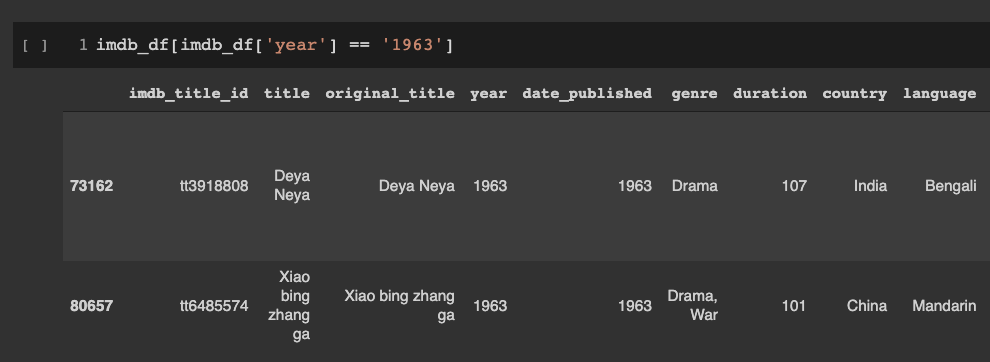 [ ] 1 imdb_df[imdb_df['year'] == '1963']
imdb_title_id title original_title year date_published genre duration country language
73162 tt3918808 Deya Neya Deya Neya 1963 1963 Drama 107 India Bengali
80657 tt6485574 Xiao bing zhang ga Xiao bing zhang ga 1963 1963 Drama, War 101 China Mandarin